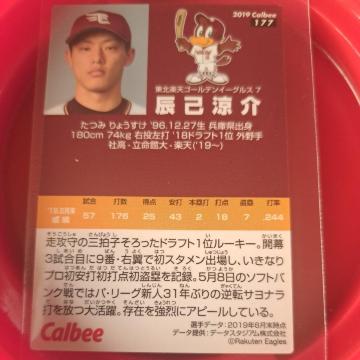 2019 Calbee
177
東北楽天ゴールデンイーグルス 7
辰己涼介
たつみ りょうすけ '96.12.27生 兵庫県出身
180cm 74kg 右投左打 '18ドラフト1位 外野手
社高・立命館大・楽天('19〜)
試合 打数 得点 安打 本塁打 打点 盗塁 打率
57 176 25 43 2 18 7 .244
走攻守の三拍子そろったドラフト1位ルーキー。開幕
3試合目に9番・右翼で初スタメン出場し、いきなり
プロ初安打初打点初盗塁を記録。5月8日のソフトバ
ンク戦ではパ・リーグ新人31年ぶりの逆転サヨナラ
打を放つ大活躍。存在を強烈にアピールしている。
Calbee
選手データ：2019年6月末時点
データ提供：データスタジアム株式会社
©Rakuten Eagles